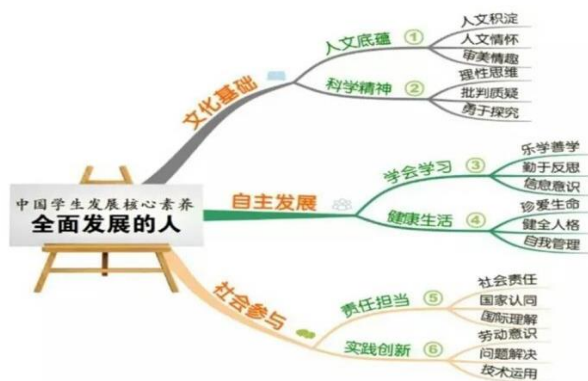 中国学生发展核心素养
全面发展的人
文化基础
人文底蕴 ①
人文积淀
人文情怀
审美情趣
科学精神 ②
理性思维
批判质疑
勇于探究
自主发展
学会学习 ③
乐学善学
勤于反思
信息意识
健康生活 ④
珍爱生命
健全人格
自我管理
社会参与
责任担当 ⑤
社会责任
国家认同
国际理解
实践创新 ⑥
劳动意识
问题解决
技术运用